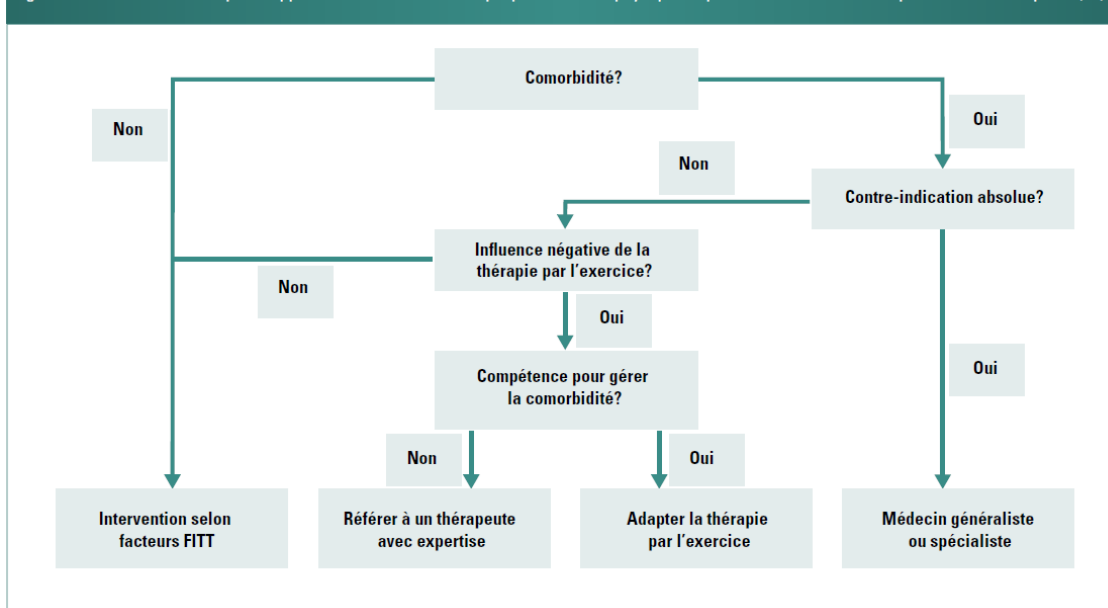 Comorbidité?
Non
Oui
Non
Contre-indication absolue?
Influence négative de la
thérapie par l'exercice?
Non
Oui
Compétence pour gérer
la comorbidité?
Oui
Non
Oui
Intervention selon
facteurs FITT
Référer à un thérapeute
avec expertise
Adapter la thérapie
par l'exercice
Médecin généraliste
ou spécialiste